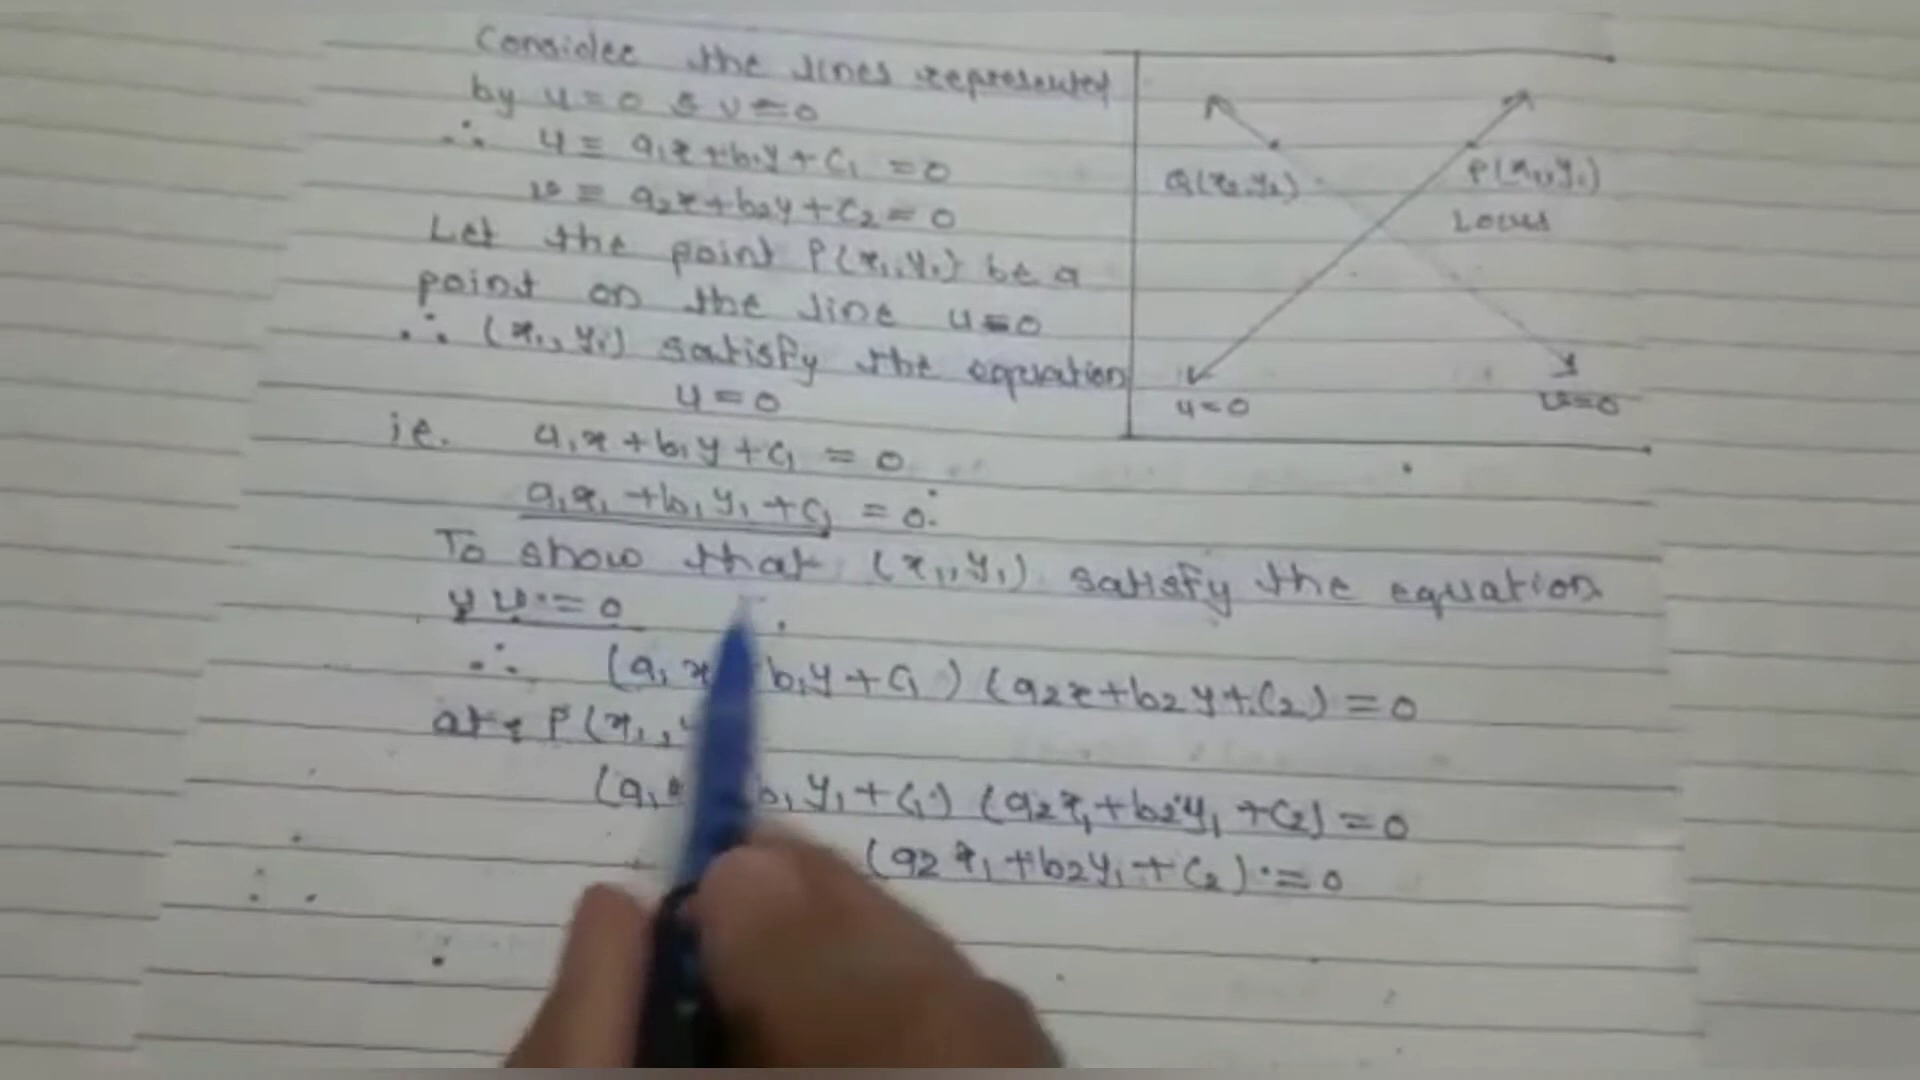 Consider the lines represented
by u = 0 & v = 0
∴ u ≡ a₁x + b₁y + c₁ = 0
v ≡ a₂x + b₂y + c₂ = 0
Let the point P(x₁, y₁) be a
point on the line u = 0
∴ (x₁, y₁) satisfy the equation
u = 0
ie. a₁x + b₁y + c₁ = 0
a₁x₁ + b₁y₁ + c₁ = 0
To show that (x₁, y₁) satisfy the equation
u v = 0
∴ (a₁x b₁y + c₁) (a₂x + b₂y + c₂) = 0
at P(x₁,
(a₁ b₁y₁ + c₁) (a₂x₁ + b₂y₁ + c₂) = 0
(a₂x₁ + b₂y₁ + c₂) = 0
∴
Q(x₂, y₂)
P(x₁, y₁)
Locus
u = 0
v = 0